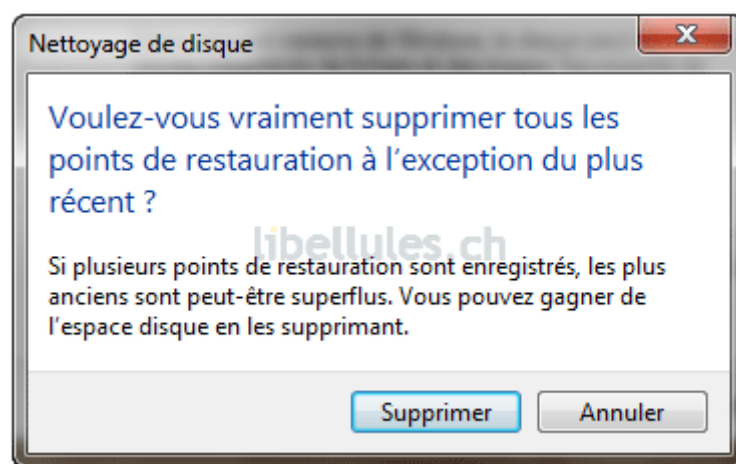 Nettoyage de disque
Voulez-vous vraiment supprimer tous les
points de restauration à l’exception du plus
récent ?
libellules.ch
Si plusieurs points de restauration sont enregistrés, les plus
anciens sont peut-être superflus. Vous pouvez gagner de
l’espace disque en les supprimant.
Supprimer
Annuler